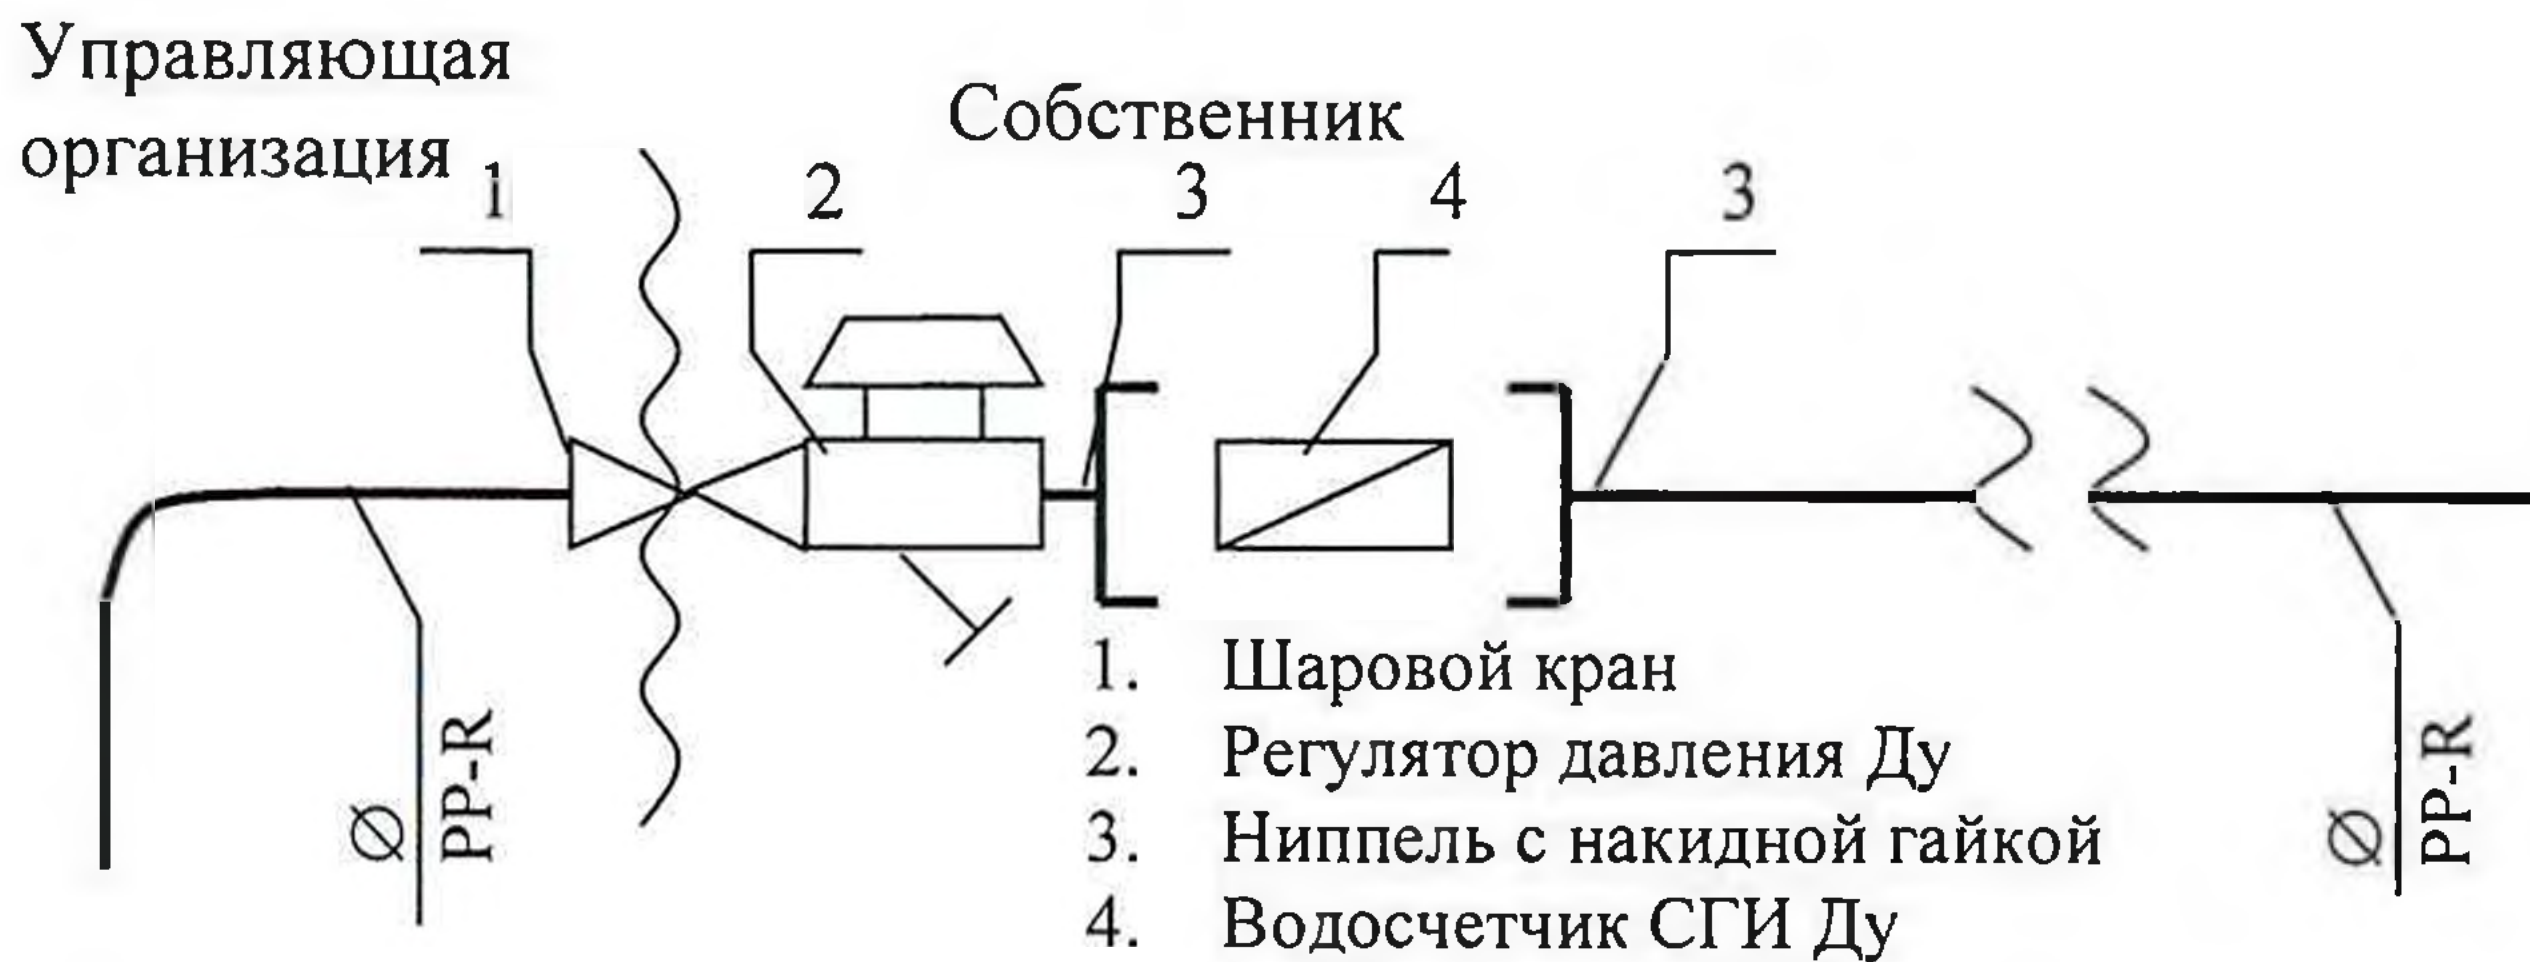 Управляющая
организация
Собственник
1
2
3
4
3
Ø PP-R
Ø PP-R
1. Шаровой кран
2. Регулятор давления Ду
3. Ниппель с накидной гайкой
4. Водосчетчик СГИ Ду